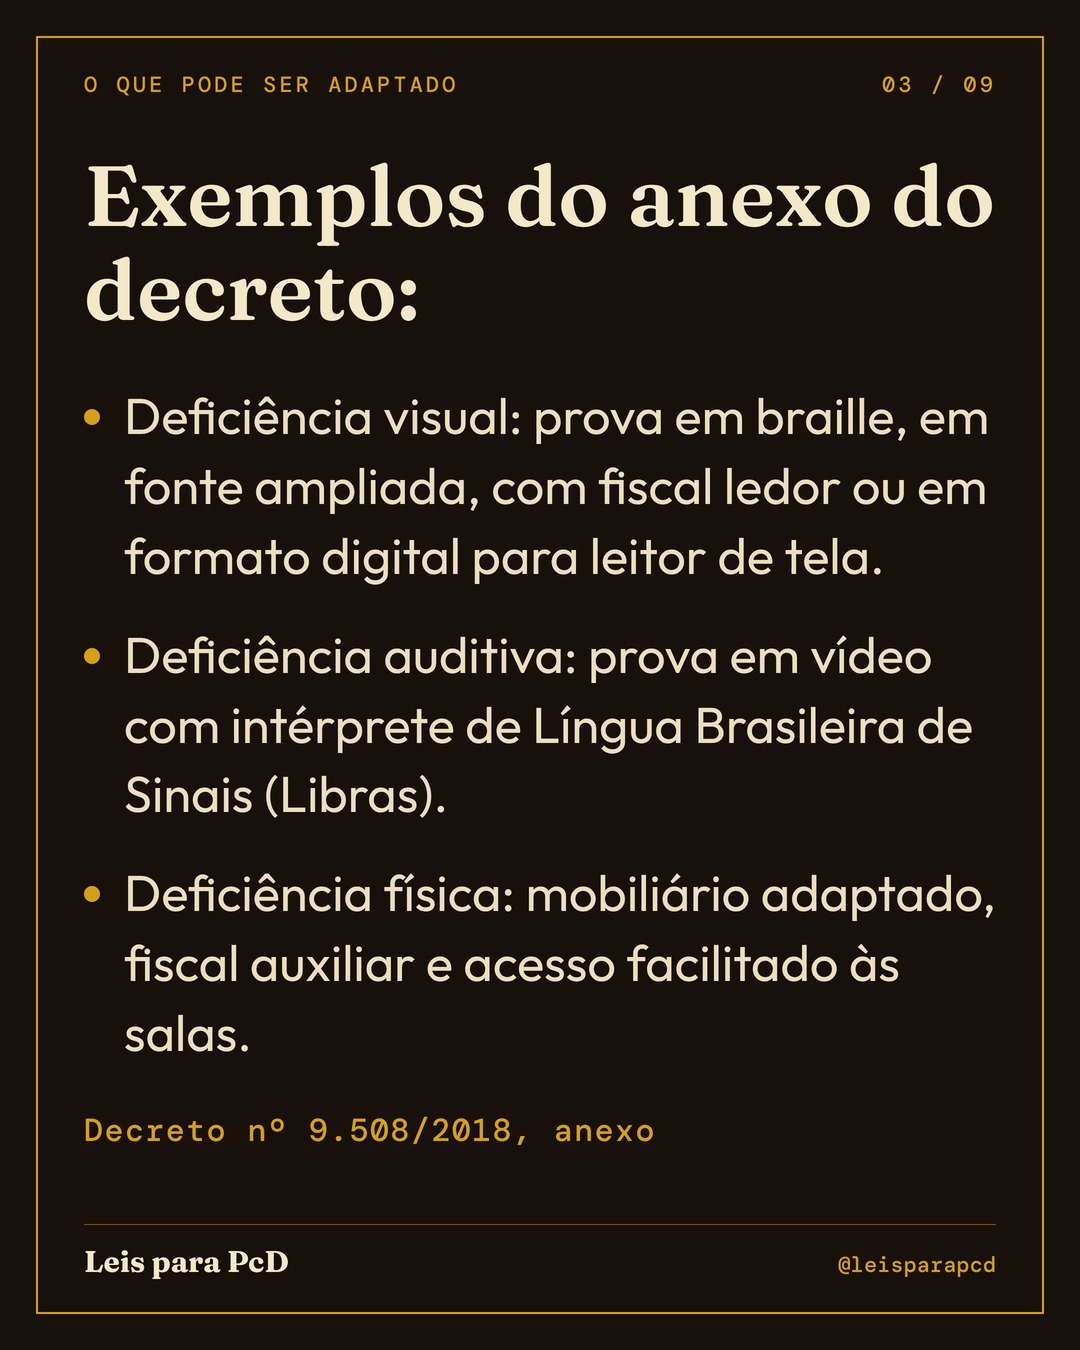 O QUE PODE SER ADAPTADO
03 / 09
Exemplos do anexo do
decreto:
• Deficiência visual: prova em braille, em
fonte ampliada, com fiscal ledor ou em
formato digital para leitor de tela.
• Deficiência auditiva: prova em vídeo
com intérprete de Língua Brasileira de
Sinais (Libras).
• Deficiência física: mobiliário adaptado,
fiscal auxiliar e acesso facilitado às
salas.
Decreto nº 9.508/2018, anexo
Leis para PcD
@leisparapcd